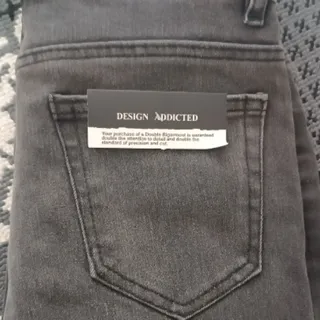 DESIGN ADDICTED
Your purchase of a Double Bigermond is guaranteed
double the attention to detail and double the
standard of precision and cut.